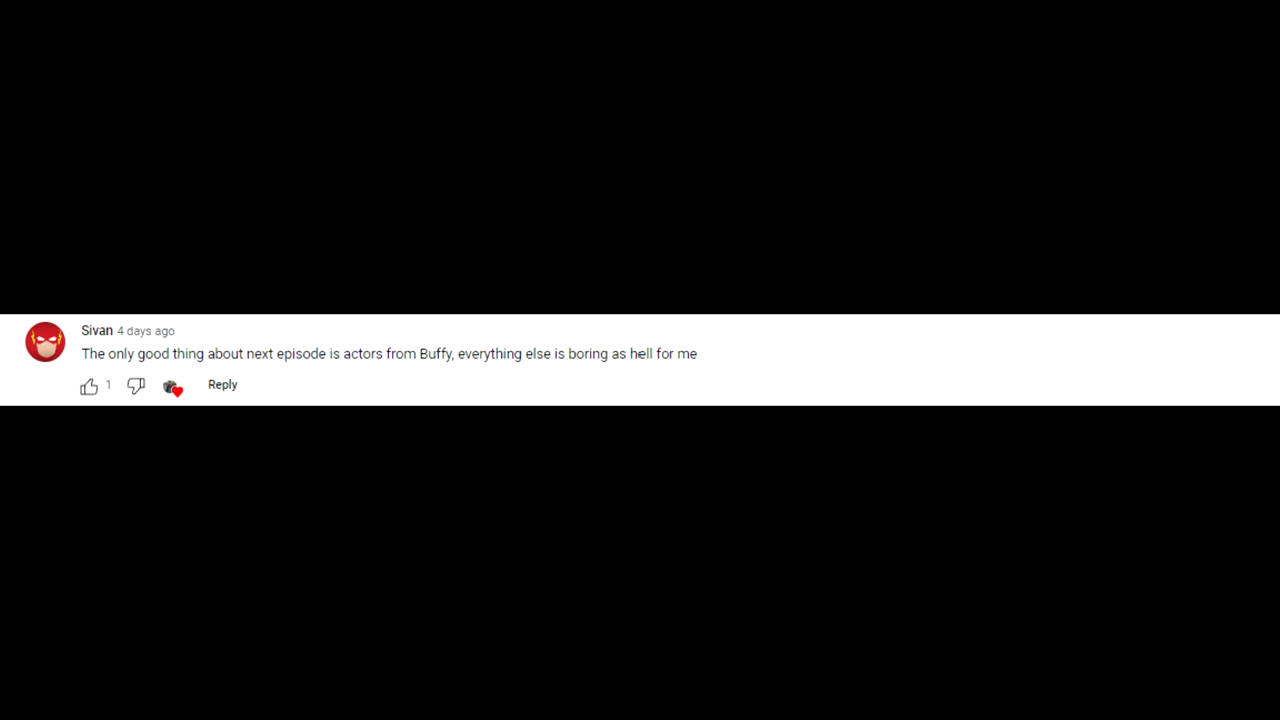 Sivan 4 days ago
The only good thing about next episode is actors from Buffy, everything else is boring as hell for me
1 Reply